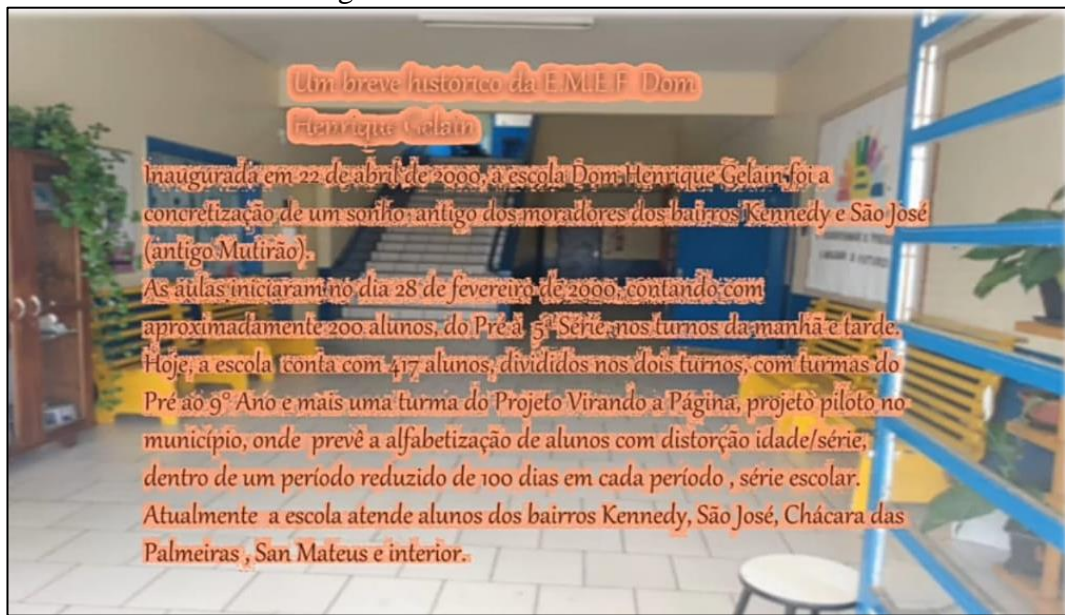 Um breve histórico da E.M.E.F Dom
Henrique Gelain
Inaugurada em 22 de abril de 2000, a escola Dom Henrique Gelain foi a
concretização de um sonho antigo dos moradores dos bairros Kennedy e São José
(antigo Mutirão).
As aulas iniciaram no dia 28 de fevereiro de 2000, contando com
aproximadamente 200 alunos, do Pré à 5ª Série, nos turnos da manhã e tarde.
Hoje, a escola conta com 417 alunos, divididos nos dois turnos, com turmas do
Pré ao 9º Ano e mais uma turma do Projeto Virando a Página, projeto piloto no
município, onde prevê a alfabetização de alunos com distorção idade/série,
dentro de um período reduzido de 100 dias em cada período , série escolar.
Atualmente a escola atende alunos dos bairros Kennedy, São José, Chácara das
Palmeiras , San Mateus e interior.